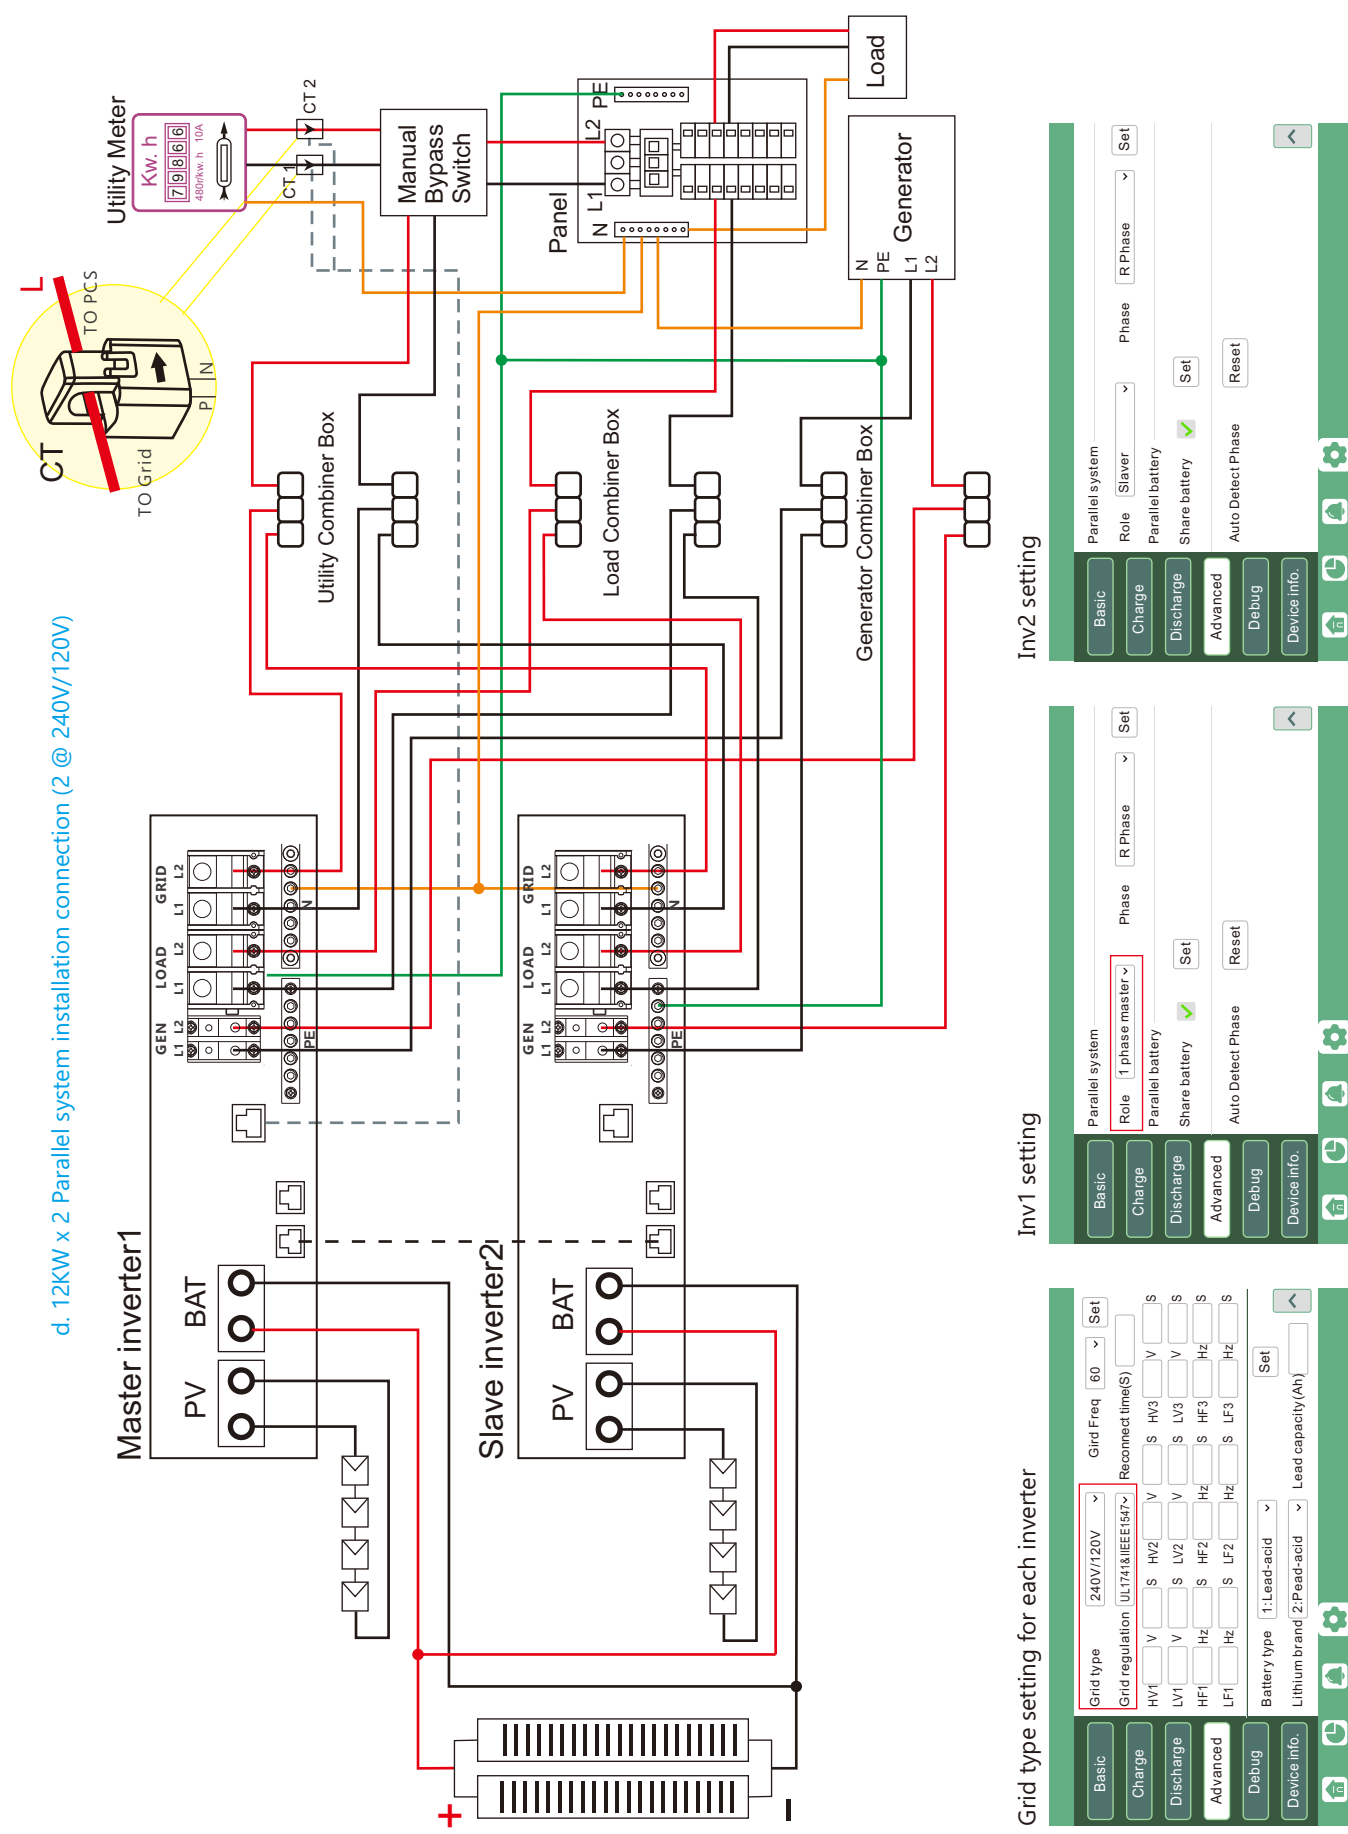 d. 12KW x 2 Parallel system installation connection (2 @ 240V/120V)
CT
L
TO Grid
TO PCS
P
N
Utility Meter
Kw. h
7 9 8 6 6
480r/kw. h 10A
CT 1
CT 2
Manual
Bypass
Switch
Panel
N
L1
L2
PE
Load
Generator
N
PE
L1
L2
Utility Combiner Box
Load Combiner Box
Generator Combiner Box
Master inverter1
PV
BAT
GEN
LOAD
GRID
L1
L2
L1
L2
L1
L2
PE
N
Slave inverter2
PV
BAT
GEN
LOAD
GRID
L1
L2
L1
L2
L1
L2
PE
N
+
-
Grid type setting for each inverter
Basic
Charge
Discharge
Advanced
Debug
Device info.
Grid type 240V/120V Gird Freq 60 Set
Grid regulation UL1741&IIEEE1547 Reconnect time(S)
HV1 V S HV2 V S HV3 V S
LV1 V S LV2 V S LV3 V S
HF1 Hz S HF2 Hz S HF3 Hz S
LF1 Hz S LF2 Hz S LF3 Hz S
Battery type 1:Lead-acid Set
Lithium brand 2:Pead-acid Lead capacity(Ah)
Inv1 setting
Basic
Charge
Discharge
Advanced
Debug
Device info.
Parallel system
Role 1 phase master Phase R Phase Set
Parallel battery
Share battery Set
Auto Detect Phase Reset
Inv2 setting
Basic
Charge
Discharge
Advanced
Debug
Device info.
Parallel system
Role Slaver Phase R Phase Set
Parallel battery
Share battery Set
Auto Detect Phase Reset